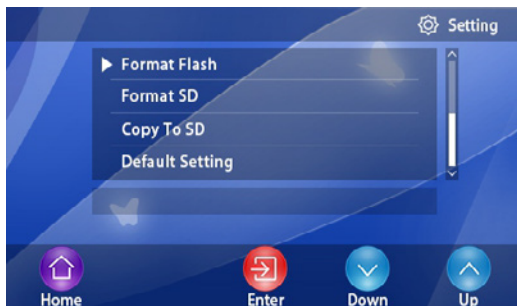 Setting
Format Flash
Format SD
Copy To SD
Default Setting
Home Enter Down Up